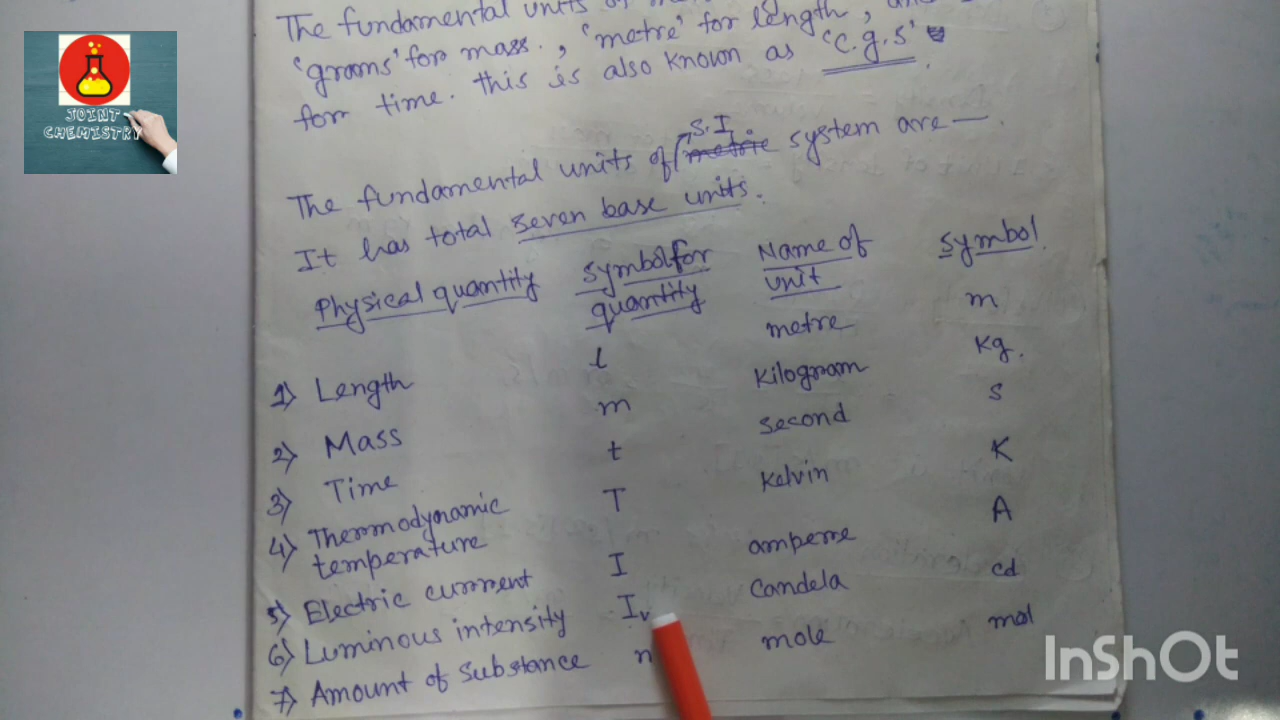 The fundamental units of
'grams' for mass., 'metre' for length, and
for time. this is also known as 'C.g.s'.
S.I.
The fundamental units of metric system are —.
It has total seven base units.
Physical quantity symbol for quantity Name of unit symbol.
1) Length l metre m
2) Mass m kilogram kg.
3) Time t second s
4) Thermodynamic temperature T kelvin K
5) Electric current I ampere A
6) Luminous intensity Iv candela cd
7) Amount of substance n mole mol
JOINT
CHEMISTRY
InShOt